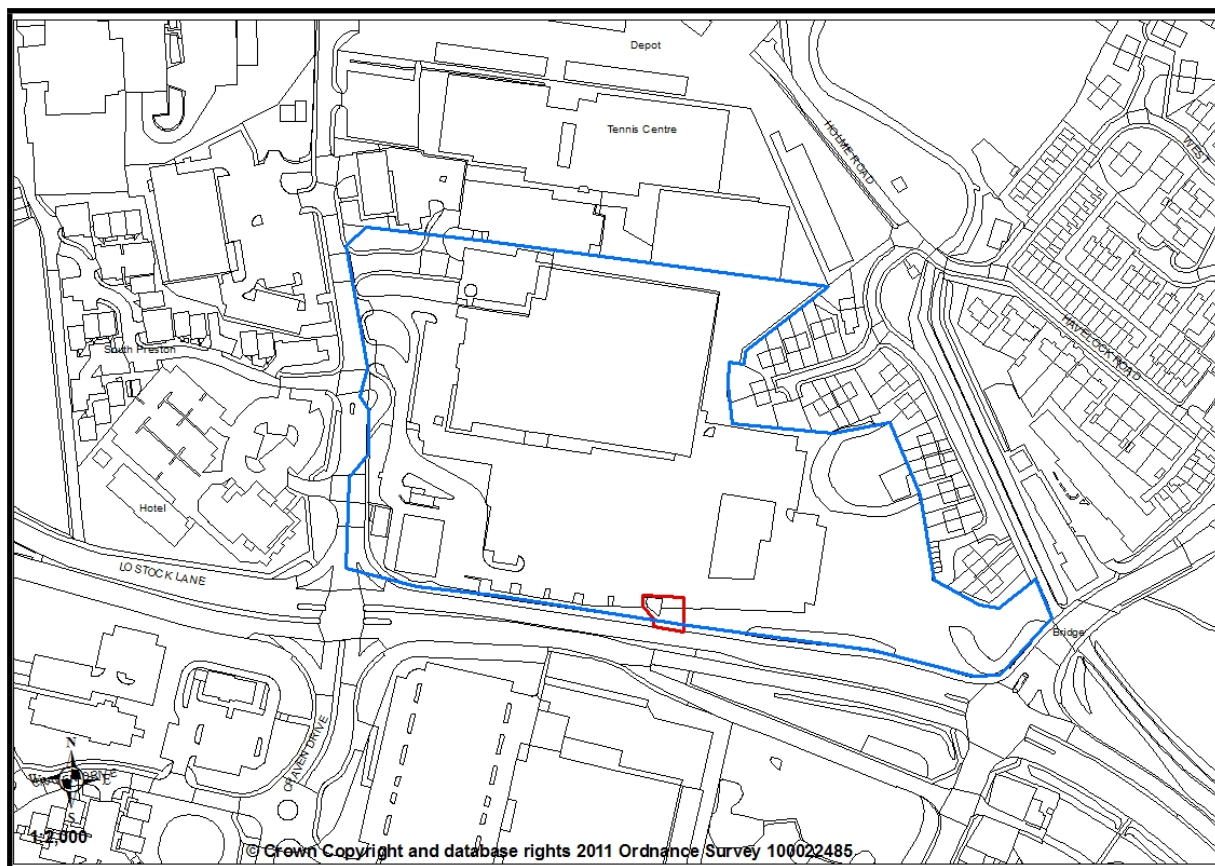 Depot
Tennis Centre
HOLME ROAD
WEST
HAVELOCK ROAD
South Preston
Hotel
LOSTOCK LANE
Bridge
CRAVEN DRIVE
N
E
S
1:2,000
© Crown Copyright and database rights 2011 Ordnance Survey 100022485